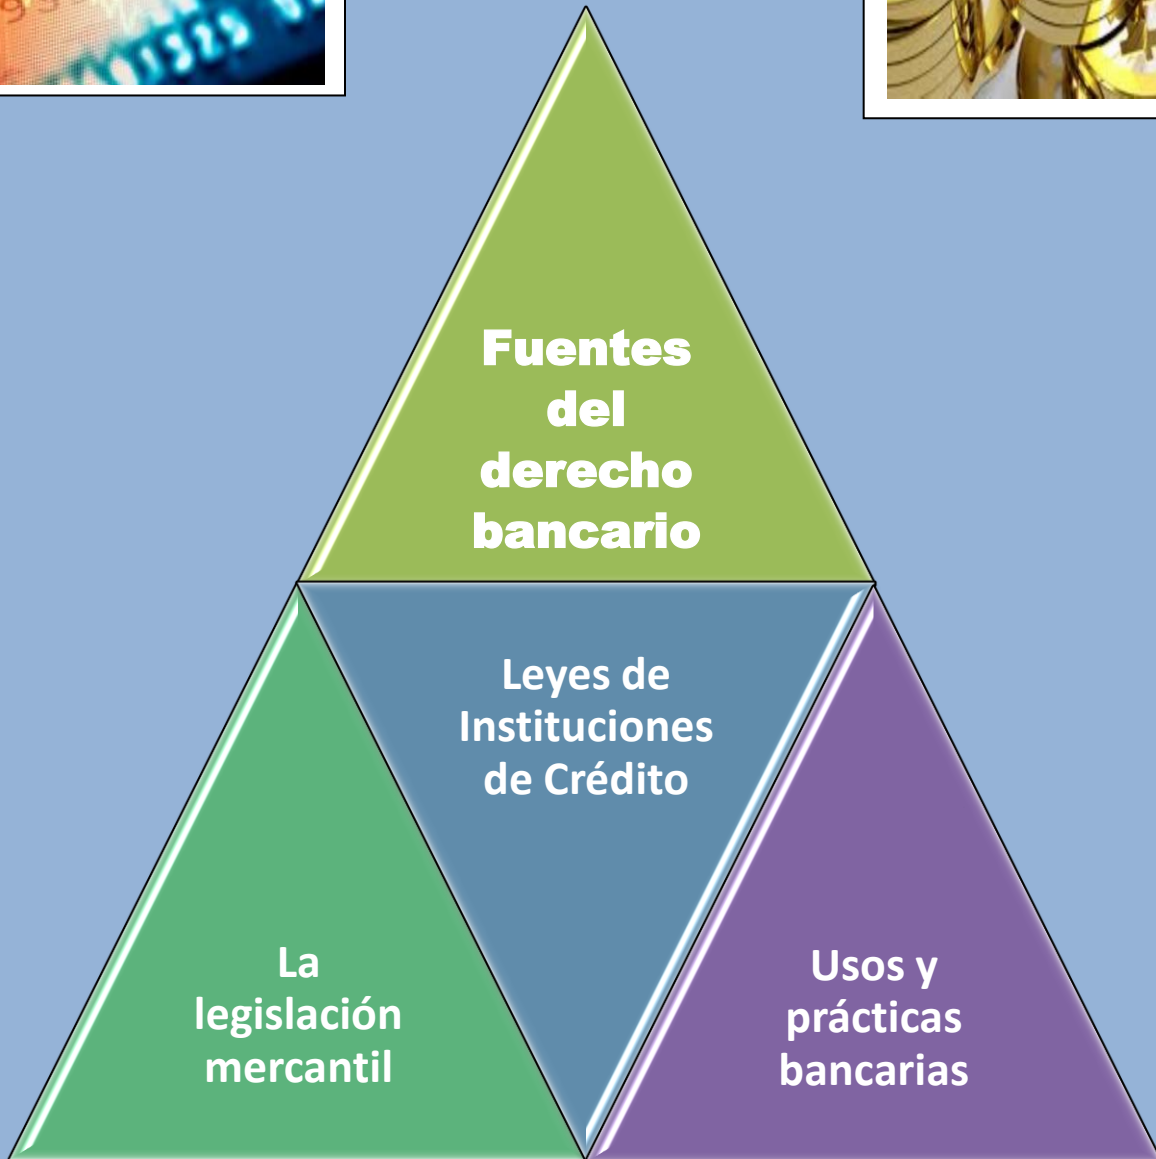 Fuentes
del
derecho
bancario
Leyes de
Instituciones
de Crédito
La
legislación
mercantil
Usos y
prácticas
bancarias